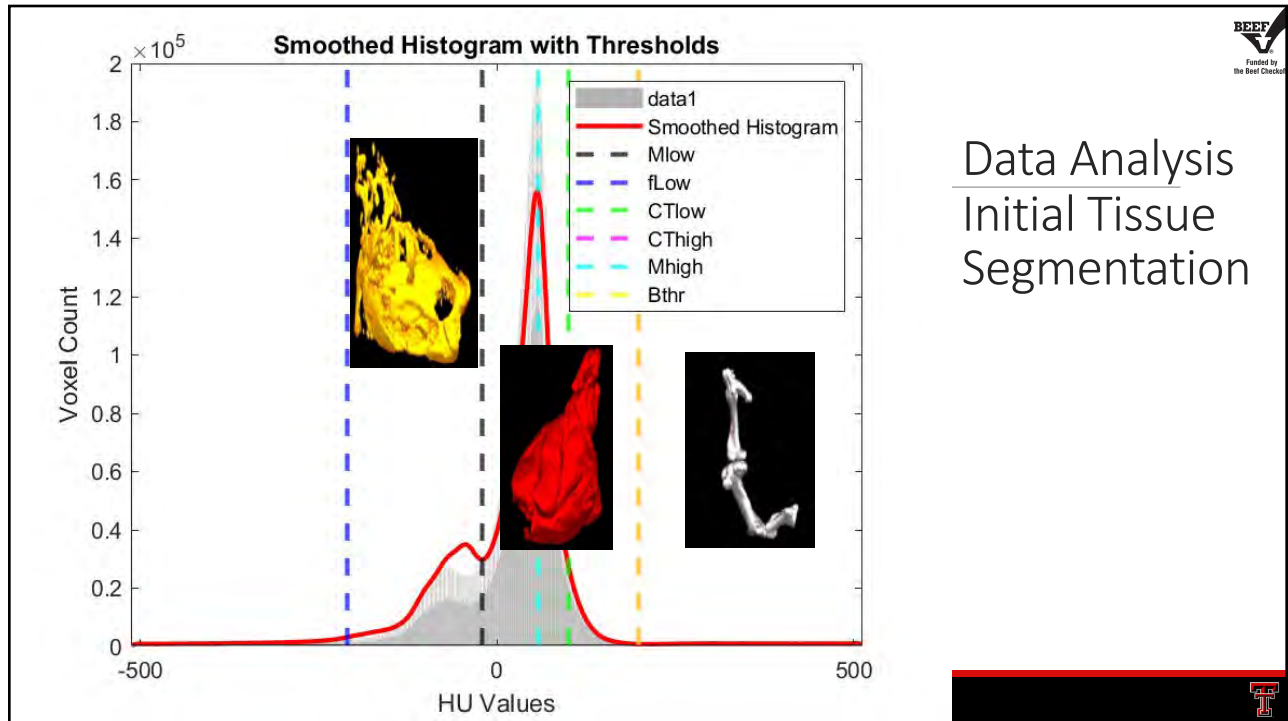 Smoothed Histogram with Thresholds
×10⁵
2
1.8
1.6
1.4
1.2
1
0.8
0.6
0.4
0.2
0
Voxel Count
-500
0
500
HU Values
data1
Smoothed Histogram
Mlow
fLow
CTlow
CThigh
Mhigh
Bthr
Data Analysis
Initial Tissue
Segmentation
BEEF
Funded by
the Beef Checkoff